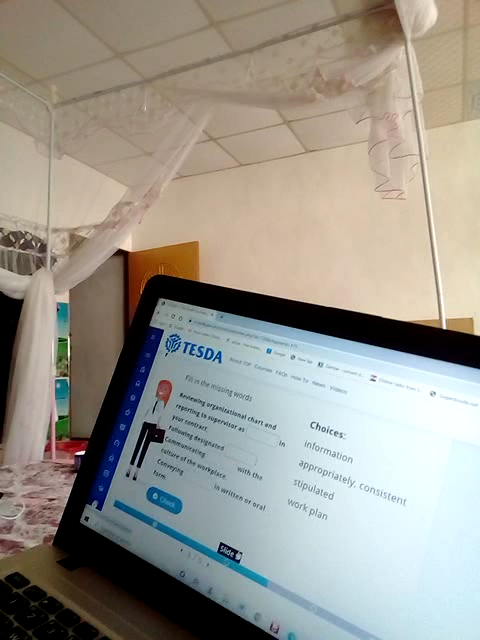 TESDA
About TOP Courses FAQs How To News Videos
Fill in the missing words
Reviewing organizational chart and
reporting to supervisor as in
your contract.
Following designated
Communicating with the
culture of the workplace.
Conveying in written or oral
form
Check
Choices:
information
appropriately, consistent
stipulated
work plan
Slide